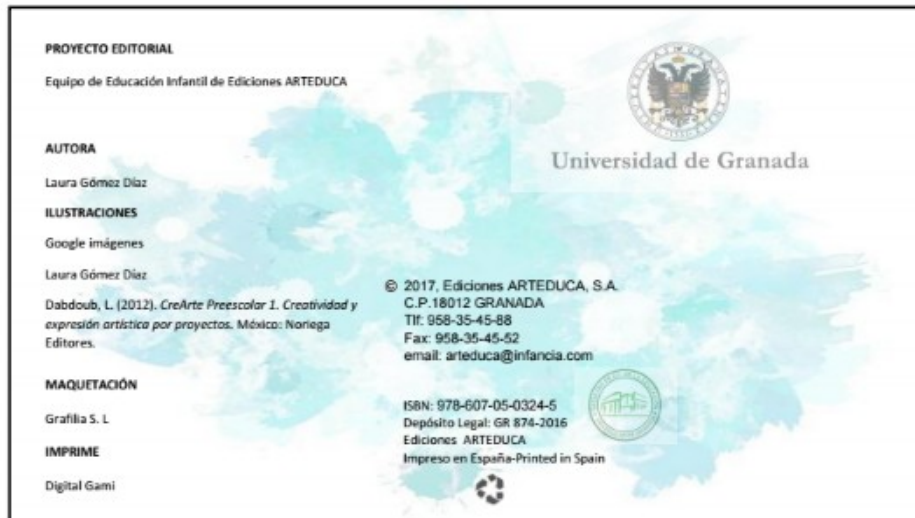 PROYECTO EDITORIAL
Equipo de Educación Infantil de Ediciones ARTEDUCA
AUTORA
Laura Gómez Díaz
ILUSTRACIONES
Google imágenes
Laura Gómez Díaz
Dabdoub, L. (2012). CreArte Preescolar 1. Creatividad y
expresión artística por proyectos. México: Noriega
Editores.
MAQUETACIÓN
Grafilia S. L
IMPRIME
Digital Gami
Universidad de Granada
© 2017, Ediciones ARTEDUCA, S.A.
C.P.18012 GRANADA
Tlf: 958-35-45-88
Fax: 958-35-45-52
email: arteduca@infancia.com
ISBN: 978-607-05-0324-5
Depósito Legal: GR 874-2016
Ediciones ARTEDUCA
Impreso en España-Printed in Spain